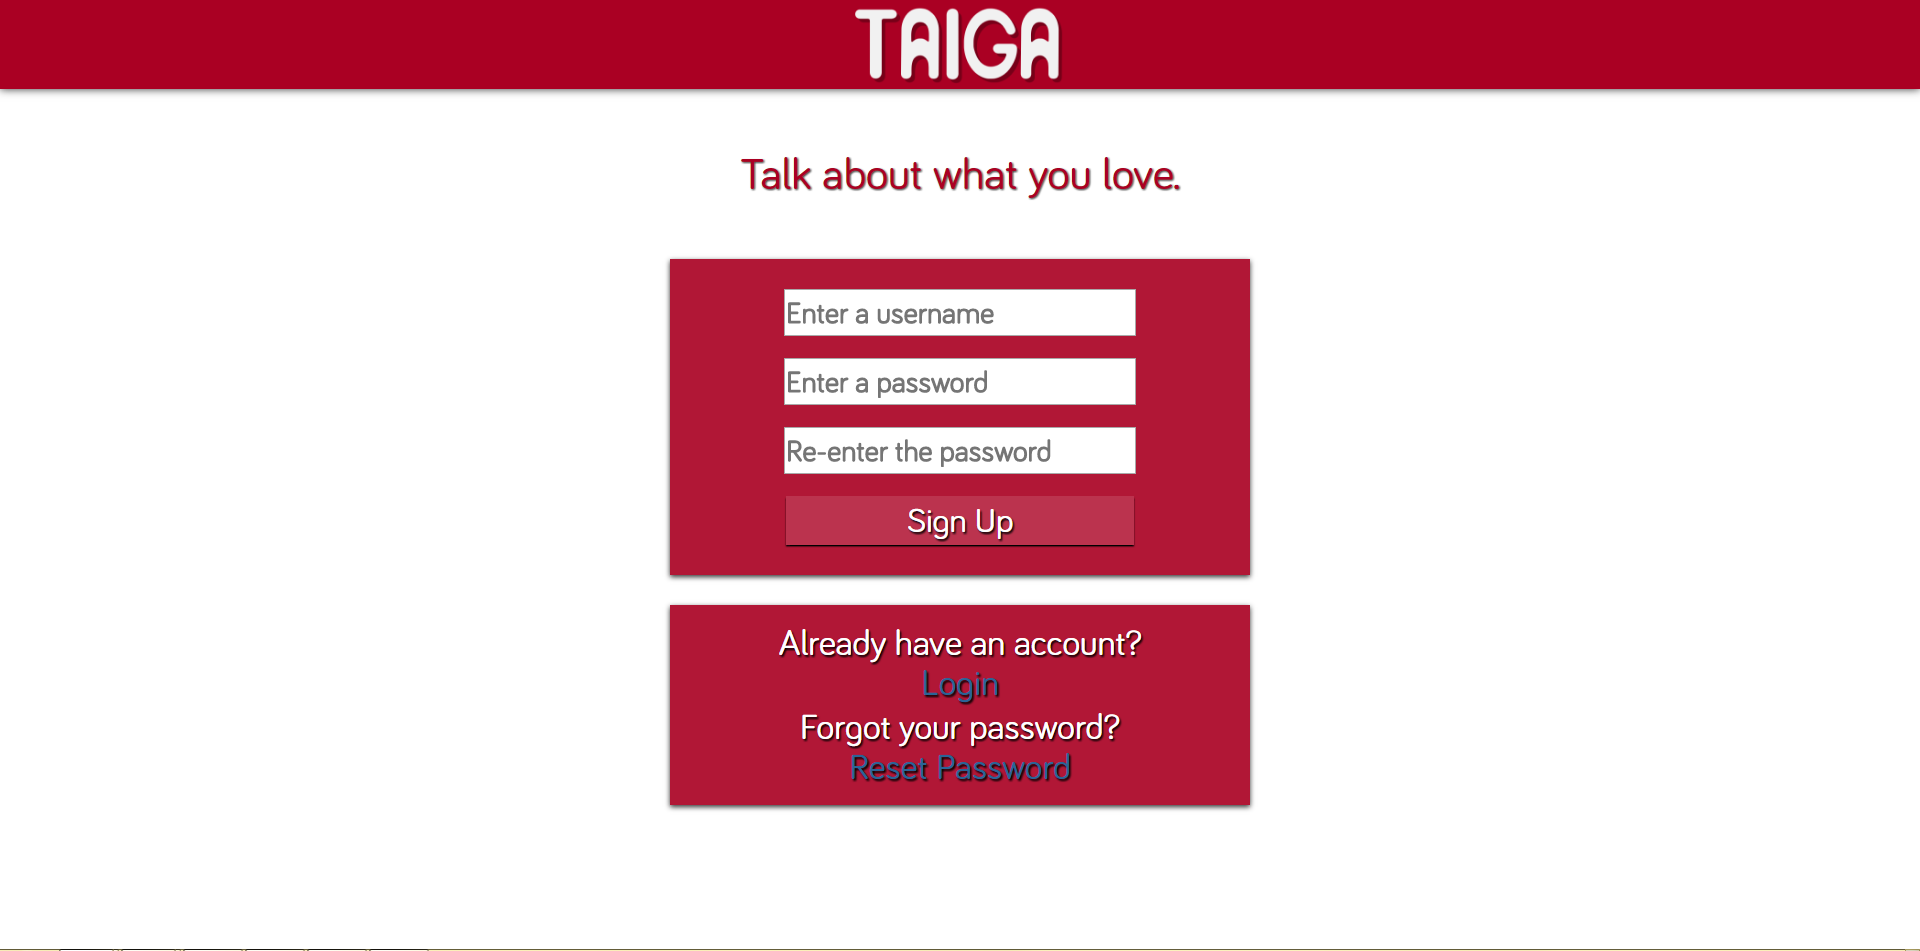 TAIGA
Talk about what you love.
Enter a username
Enter a password
Re-enter the password
Sign Up
Already have an account?
Login
Forgot your password?
Reset Password